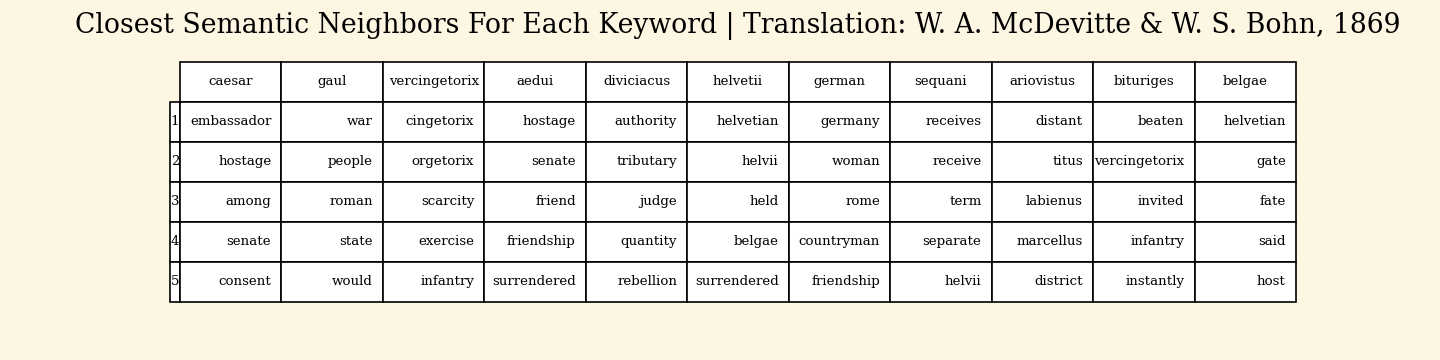 Closest Semantic Neighbors For Each Keyword | Translation: W. A. McDevitte & W. S. Bohn, 1869
caesar gaul vercingetorix aedui diviciacus helvetii german sequani ariovistus bituriges belgae
1 embassador war cingetorix hostage authority helvetian germany receives distant beaten helvetian
2 hostage people orgetorix senate tributary helvii woman receive titus vercingetorix gate
3 among roman scarcity friend judge held rome term labienus invited fate
4 senate state exercise friendship quantity belgae countryman separate marcellus infantry said
5 consent would infantry surrendered rebellion surrendered friendship helvii district instantly host